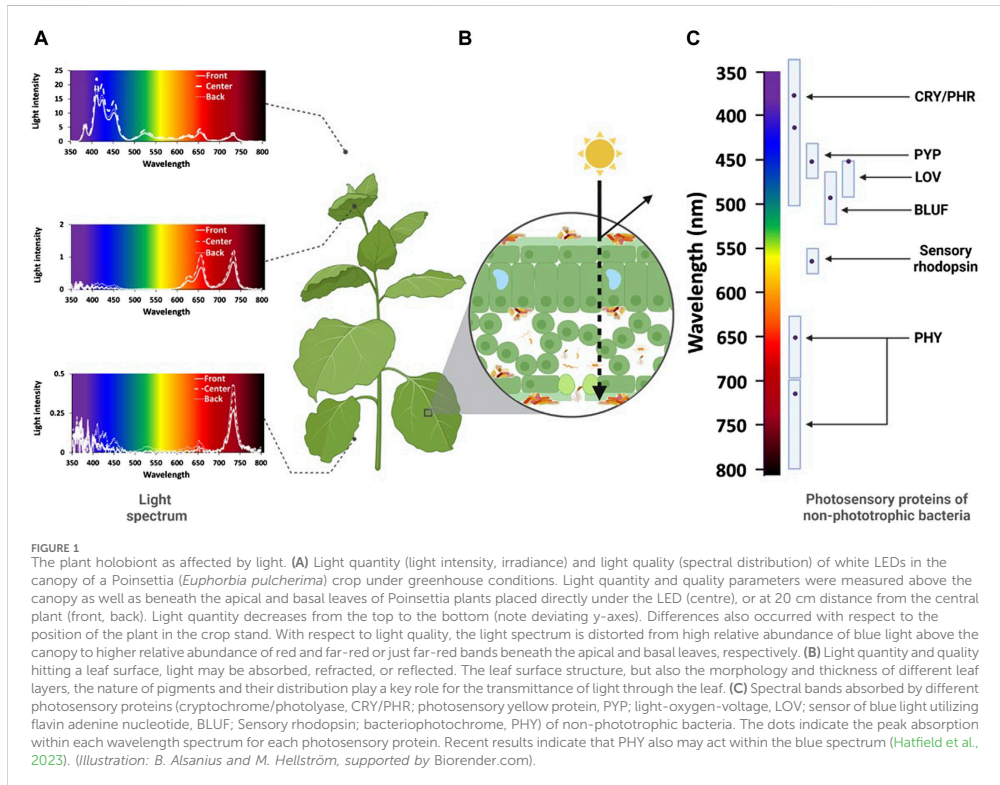 A
B
C
25
20
15
10
5
0
Light intensity
Front
Center
Back
350 400 450 500 550 600 650 700 750 800
Wavelength
2
1
0
Light intensity
Front
Center
Back
350 400 450 500 550 600 650 700 750 800
Wavelength
0.5
0.25
0
Light intensity
Front
Center
Back
350 400 450 500 550 600 650 700 750 800
Wavelength
Light
spectrum
Wavelength (nm)
350
400
450
500
550
600
650
700
750
800
CRY/PHR
PYP
LOV
BLUF
Sensory
rhodopsin
PHY
Photosensory proteins of
non-phototrophic bacteria
FIGURE 1
The plant holobiont as affected by light. (A) Light quantity (light intensity, irradiance) and light quality (spectral distribution) of white LEDs in the
canopy of a Poinsettia (Euphorbia pulcherima) crop under greenhouse conditions. Light quantity and quality parameters were measured above the
canopy as well as beneath the apical and basal leaves of Poinsettia plants placed directly under the LED (centre), or at 20 cm distance from the central
plant (front, back). Light quantity decreases from the top to the bottom (note deviating y-axes). Differences also occurred with respect to the
position of the plant in the crop stand. With respect to light quality, the light spectrum is distorted from high relative abundance of blue light above the
canopy to higher relative abundance of red and far-red or just far-red bands beneath the apical and basal leaves, respectively. (B) Light quantity and quality
hitting a leaf surface, light may be absorbed, refracted, or reflected. The leaf surface structure, but also the morphology and thickness of different leaf
layers, the nature of pigments and their distribution play a key role for the transmittance of light through the leaf. (C) Spectral bands absorbed by different
photosensory proteins (cryptochrome/photolyase, CRY/PHR; photosensory yellow protein, PYP; light-oxygen-voltage, LOV; sensor of blue light utilizing
flavin adenine nucleotide, BLUF; Sensory rhodopsin; bacteriophotochrome, PHY) of non-phototrophic bacteria. The dots indicate the peak absorption
within each wavelength spectrum for each photosensory protein. Recent results indicate that PHY also may act within the blue spectrum (Hatfield et al.,
2023). (Illustration: B. Alsanius and M. Hellström, supported by Biorender.com).